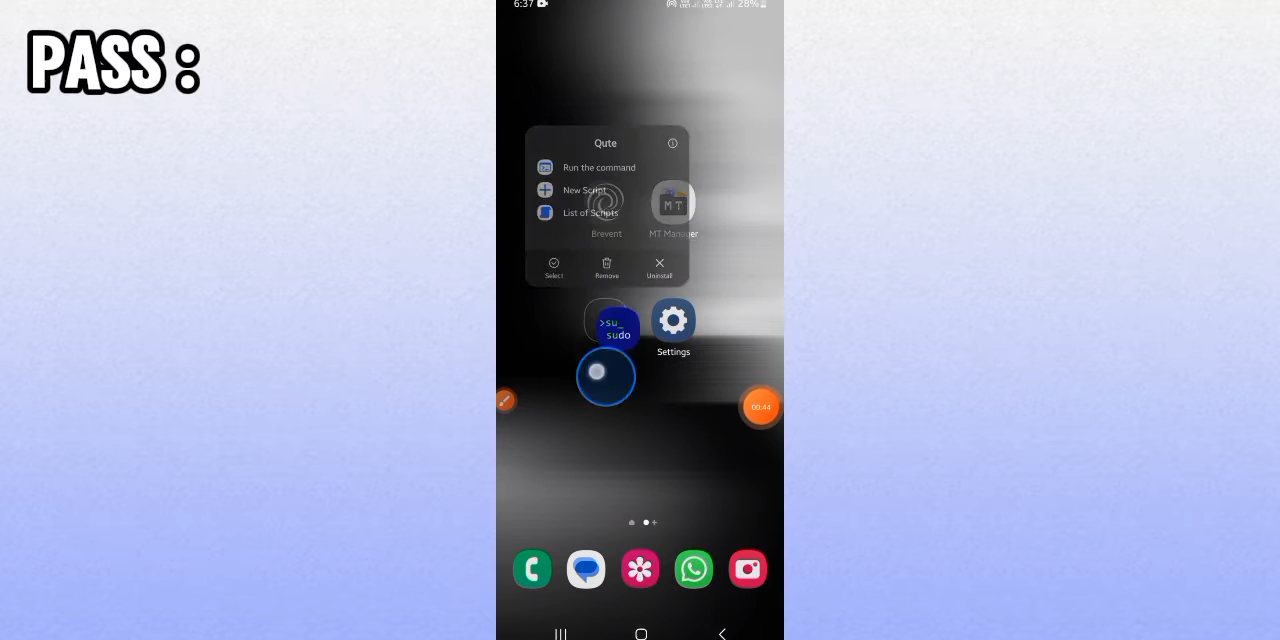 PASS :
6:37
28%
Qute
Run the command
New Script
List of Scripts
Brevent
MT
MT Manager
Select
Remove
Uninstall
>su_
sudo
Settings
00:44